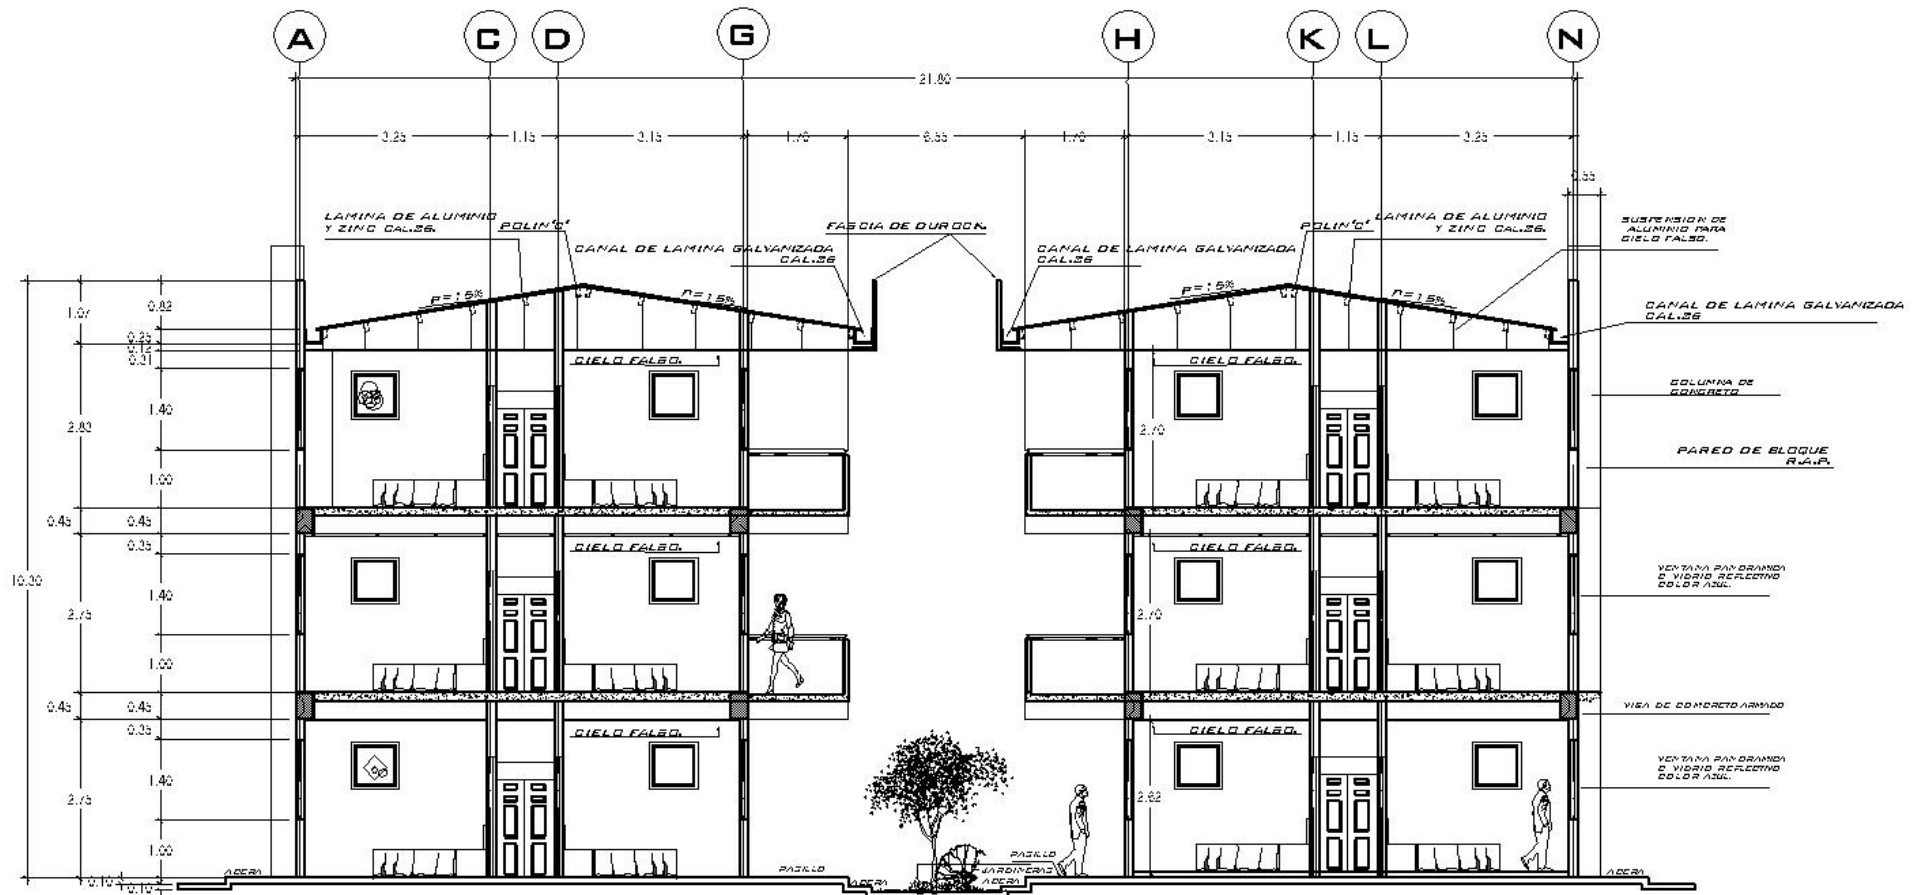 A C D G H K L N
21.80
3.25 1.15 3.15 1.70 6.55 1.70 3.15 1.15 3.25
0.55
LAMINA DE ALUMINIO
Y ZINC CAL.26.
POLIN"C"
CANAL DE LAMINA GALVANIZADA
CAL.26
FASCIA DE DUROCK.
CANAL DE LAMINA GALVANIZADA
CAL.26
POLIN"C"
LAMINA DE ALUMINIO
Y ZINC CAL.26.
SUSPENSION DE
ALUMINIO PARA
CIELO FALSO.
CANAL DE LAMINA GALVANIZADA
CAL.26
P=15% P=15% P=15% P=15%
1.07 0.82
CIELO FALSO. CIELO FALSO.
COLUMNA DE
CONCRETO
1.40
2.83
2.70
PARED DE BLOQUE
R.A.P.
1.00
0.45 0.45
0.35
CIELO FALSO. CIELO FALSO.
VENTANA PANORAMICA
C VIDRIO REFLECTIVO
COLOR AZUL.
1.40
2.75
2.70
1.00
0.45 0.45
VIGA DE CONCRETO ARMADO
0.35
CIELO FALSO. CIELO FALSO.
VENTANA PANORAMICA
C VIDRIO REFLECTIVO
COLOR AZUL.
1.40
2.75
2.62
1.00
ACERA PASILLO ACERA JARDINERAS ACERA PASILLO ACERA
0.10
0.10